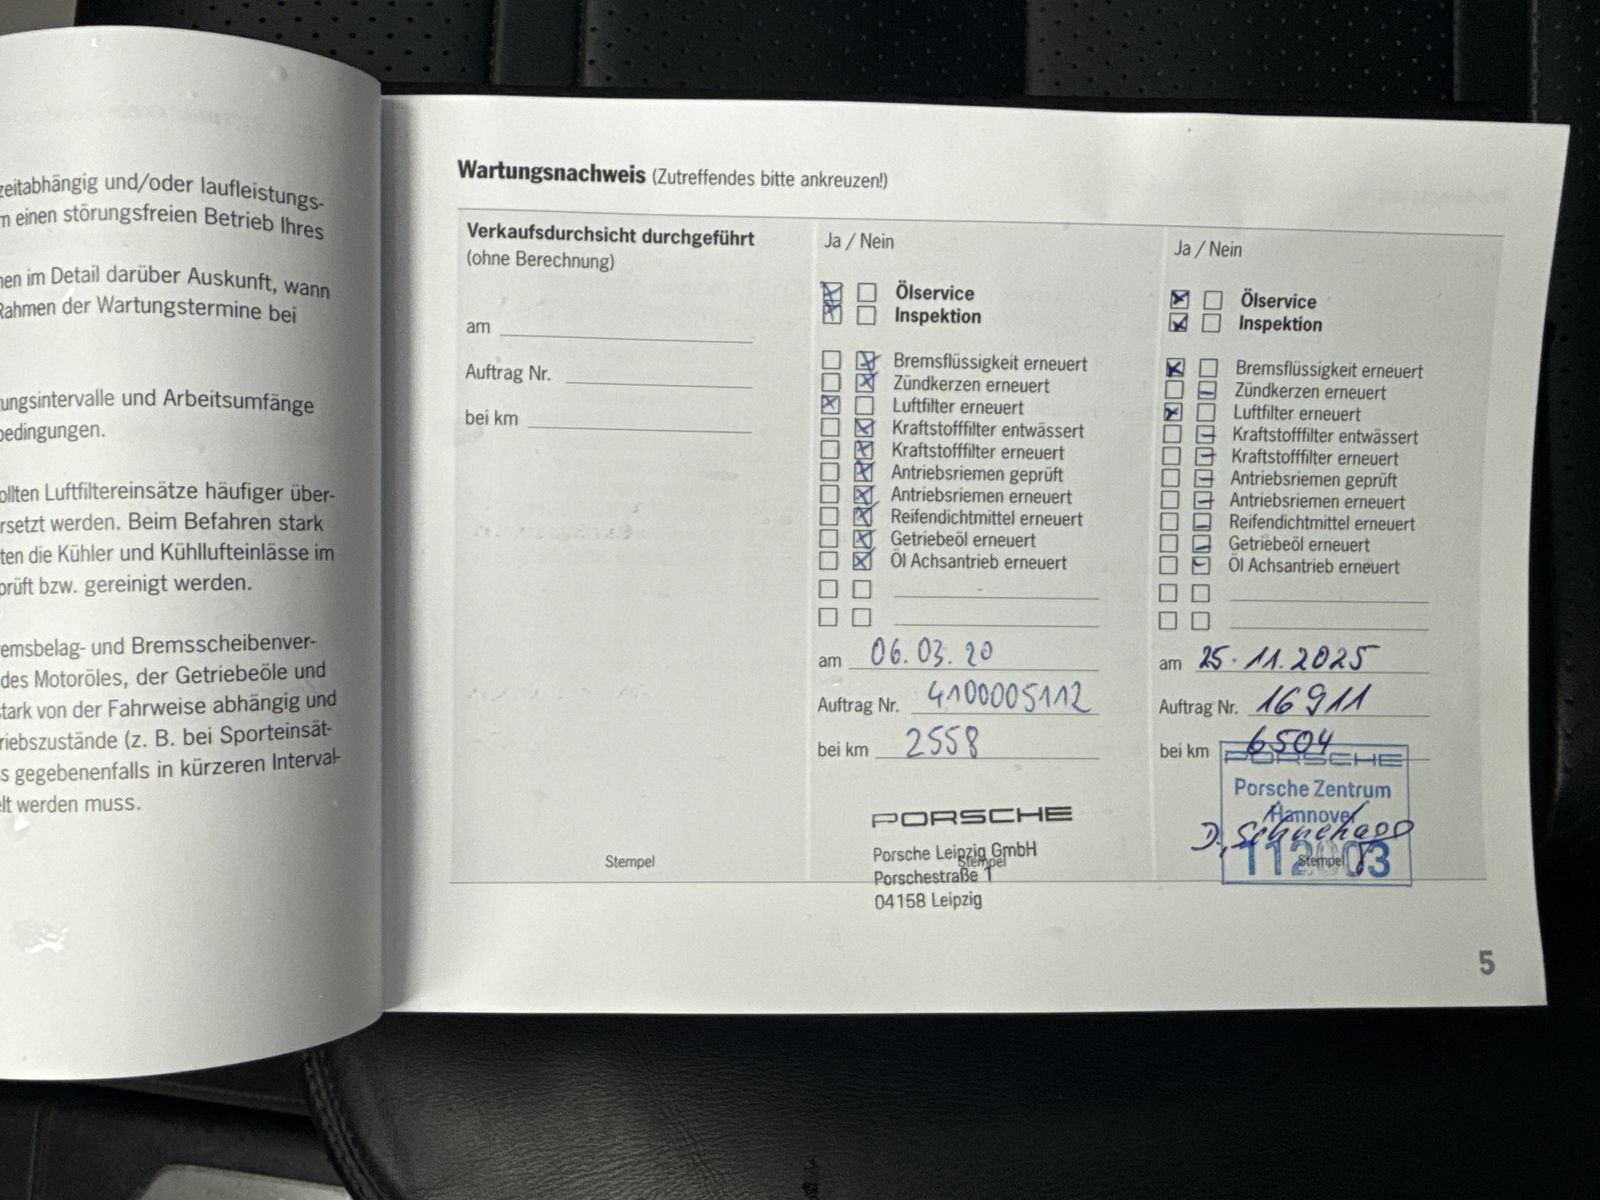 zeitabhängig und/oder laufleistungs-
m einen störungsfreien Betrieb Ihres
nen im Detail darüber Auskunft, wann
Rahmen der Wartungstermine bei
ungsintervalle und Arbeitsumfänge
bedingungen.
ollten Luftfiltereinsätze häufiger über-
rsetzt werden. Beim Befahren stark
ten die Kühler und Kühllufteinlässe im
prüft bzw. gereinigt werden.
emsbelag- und Bremsscheibenver-
des Motoröles, der Getriebeöle und
stark von der Fahrweise abhängig und
riebszustände (z. B. bei Sporteinsät-
s gegebenenfalls in kürzeren Interval-
elt werden muss.
Wartungsnachweis (Zutreffendes bitte ankreuzen!)
Verkaufsdurchsicht durchgeführt
(ohne Berechnung)
am
Auftrag Nr.
bei km
Stempel
Ja / Nein
Ölservice
Inspektion
Bremsflüssigkeit erneuert
Zündkerzen erneuert
Luftfilter erneuert
Kraftstofffilter entwässert
Kraftstofffilter erneuert
Antriebsriemen geprüft
Antriebsriemen erneuert
Reifendichtmittel erneuert
Getriebeöl erneuert
Öl Achsantrieb erneuert
am 06.03.20
Auftrag Nr. 4100005112
bei km 2558
PORSCHE
Porsche Leipzig GmbH
Stempel
Porschestraße 1
04158 Leipzig
Ja / Nein
Ölservice
Inspektion
Bremsflüssigkeit erneuert
Zündkerzen erneuert
Luftfilter erneuert
Kraftstofffilter entwässert
Kraftstofffilter erneuert
Antriebsriemen geprüft
Antriebsriemen erneuert
Reifendichtmittel erneuert
Getriebeöl erneuert
Öl Achsantrieb erneuert
am 25.11.2025
Auftrag Nr. 16911
bei km 6504
PORSCHE
Porsche Zentrum
Hannover
Stempel
5